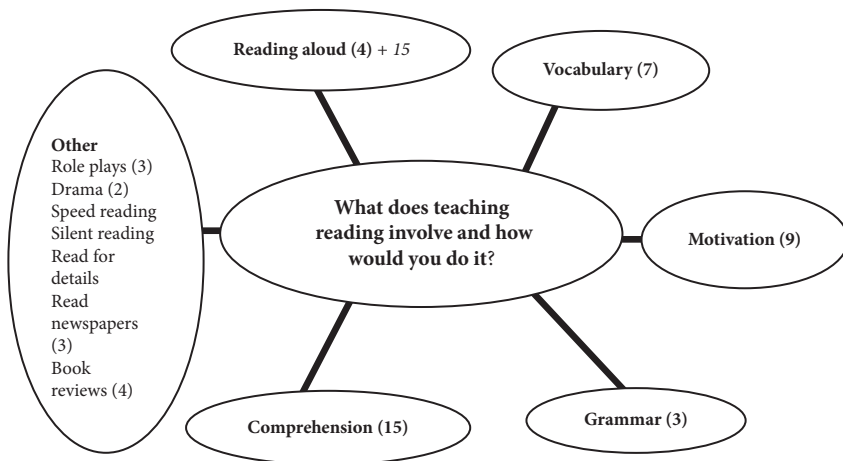 Reading aloud (4) + 15
Vocabulary (7)
Other
Role plays (3)
Drama (2)
Speed reading
Silent reading
Read for
details
Read
newspapers
(3)
Book
reviews (4)
What does teaching
reading involve and how
would you do it?
Motivation (9)
Comprehension (15)
Grammar (3)